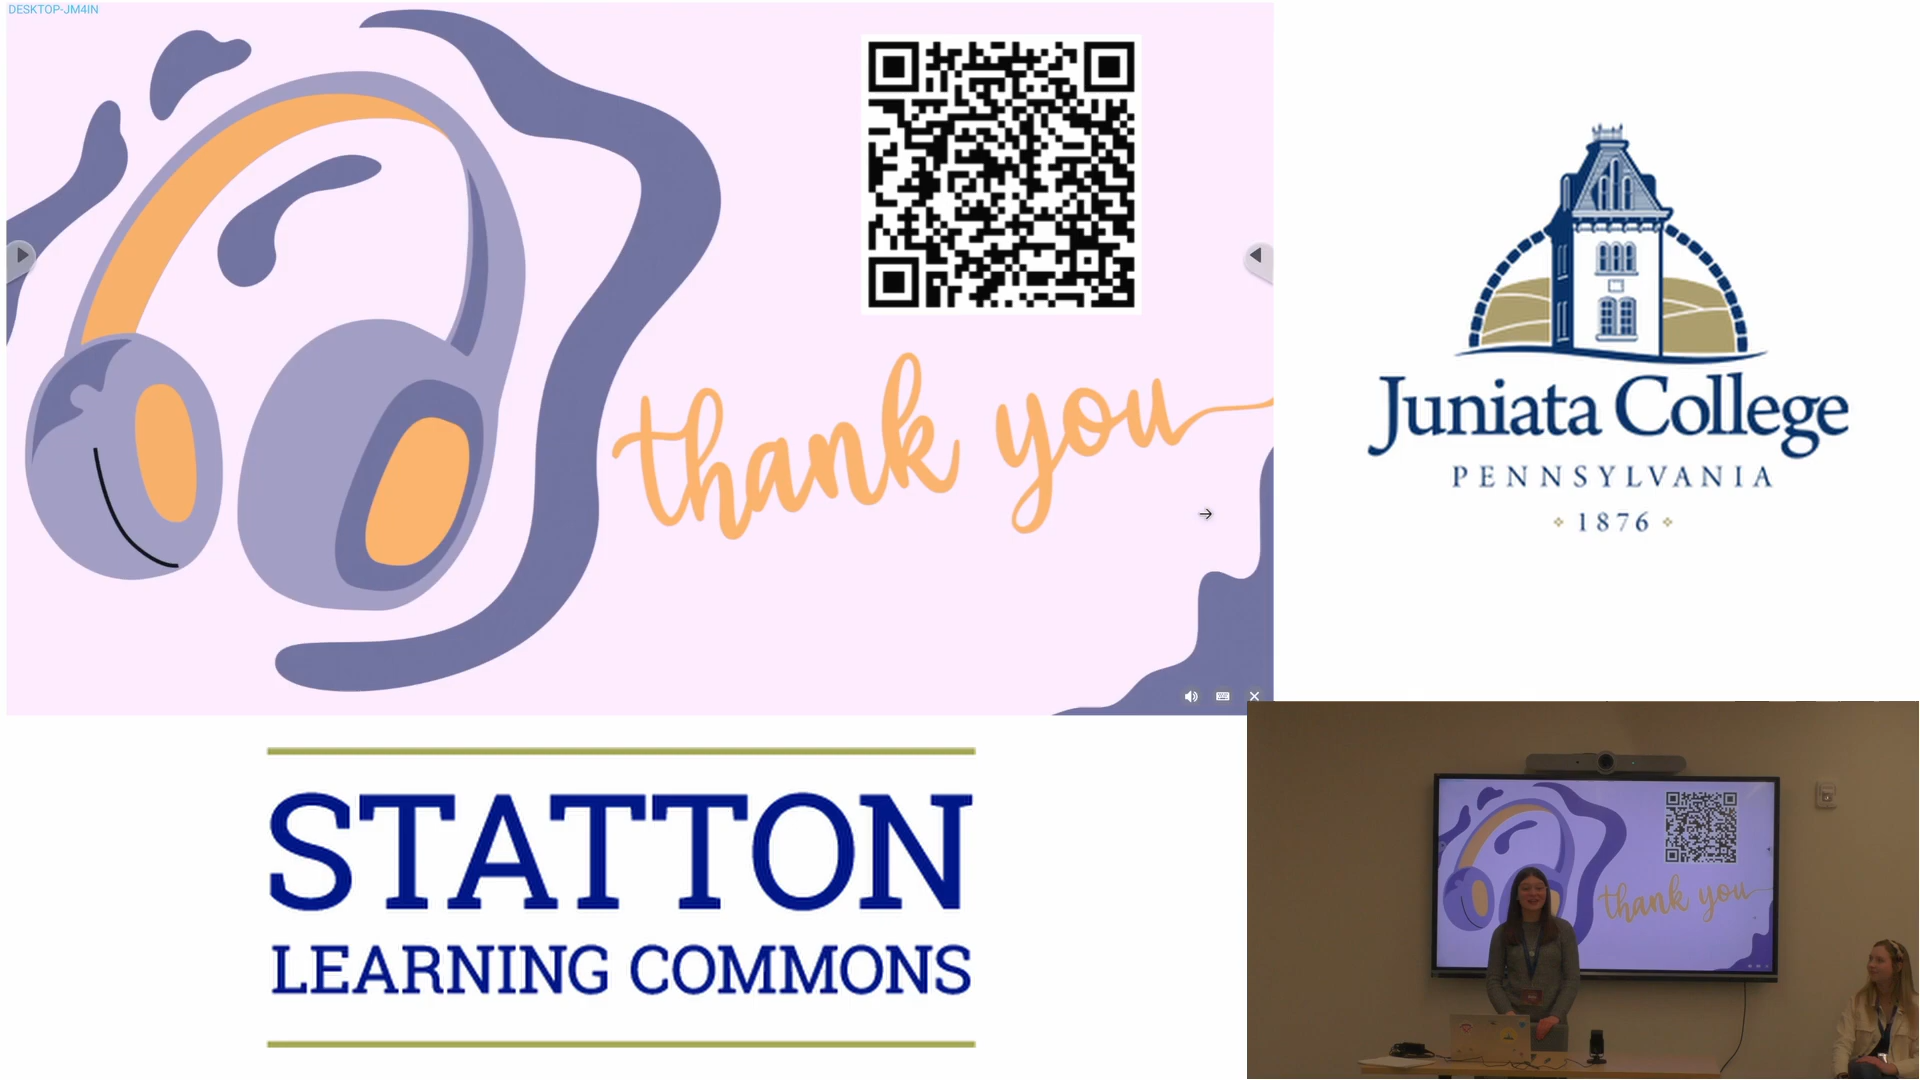 DESKTOP-JM4IN
thank you
Juniata College
PENNSYLVANIA
1876
STATTON
LEARNING COMMONS
thank you